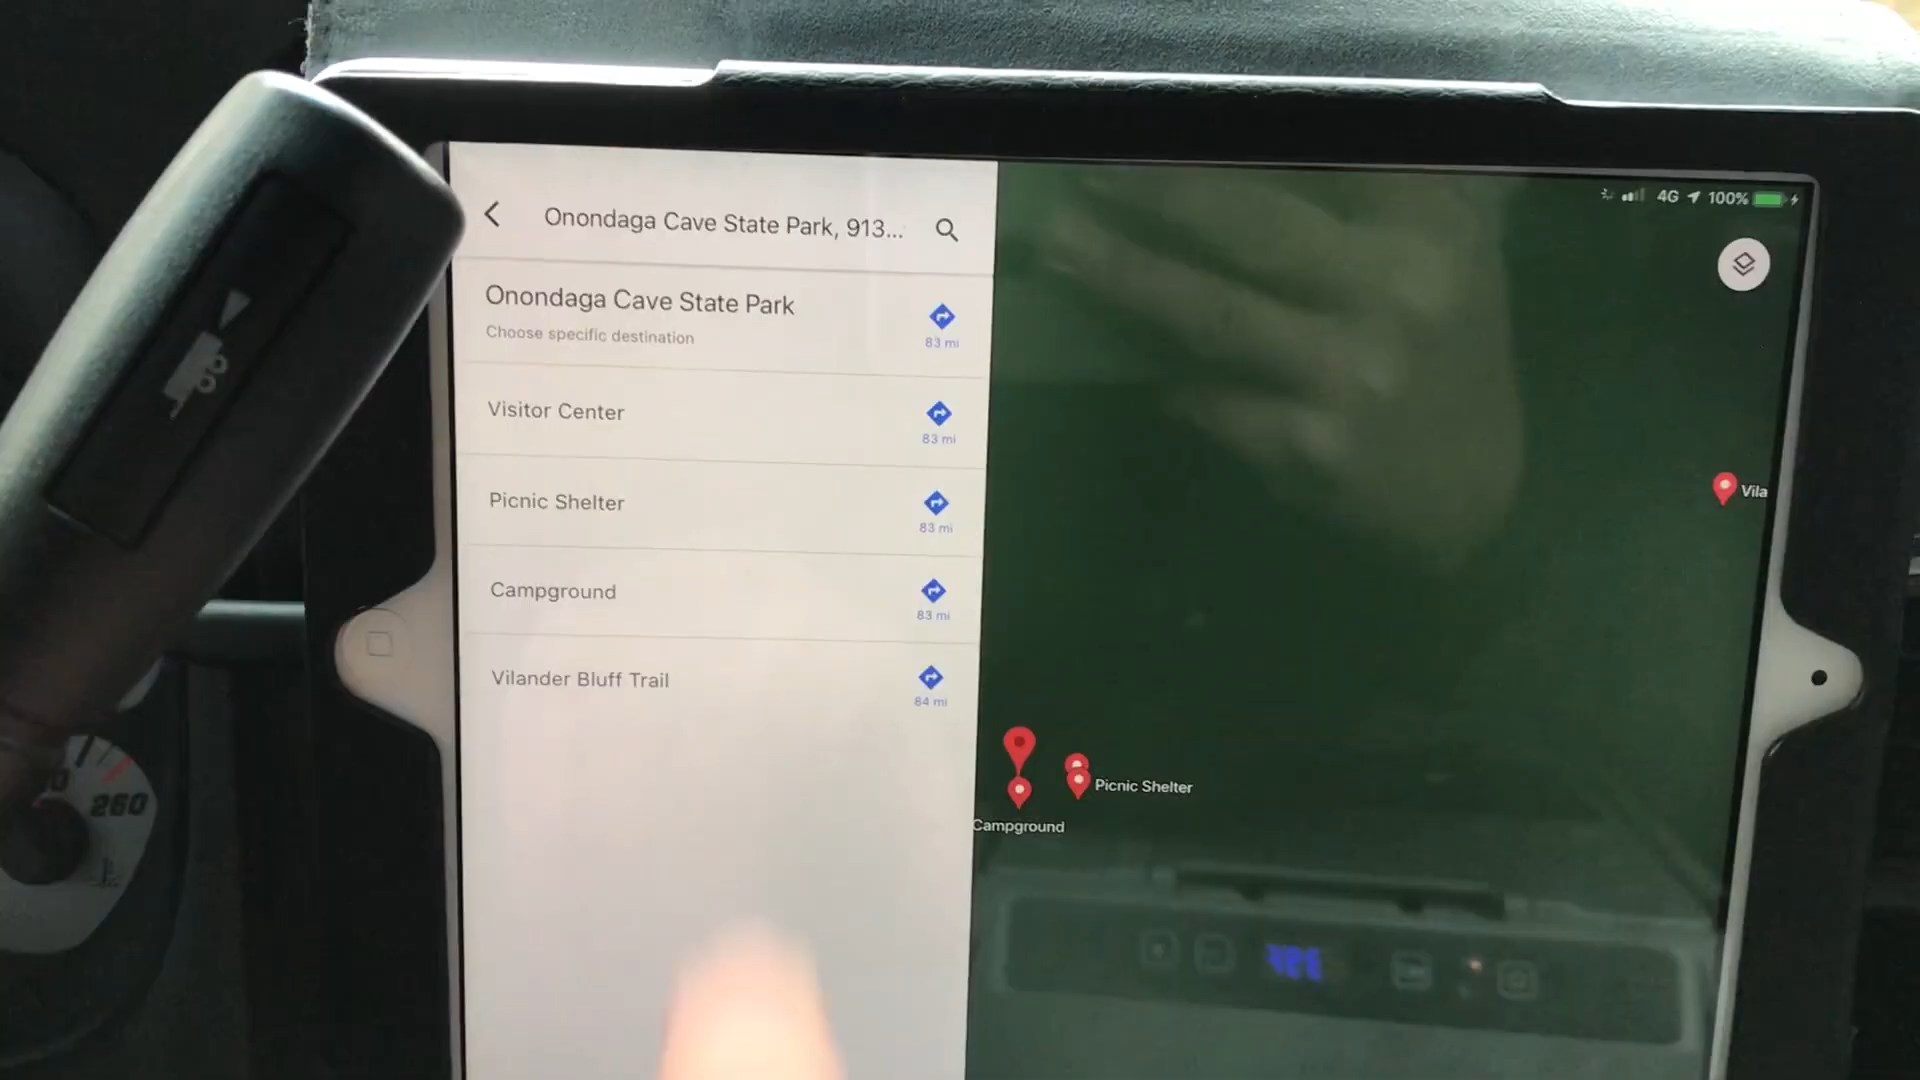 4G 100%
Onondaga Cave State Park, 913...
Onondaga Cave State Park
Choose specific destination
83 mi
Visitor Center
83 mi
Picnic Shelter
83 mi
Campground
83 mi
Vilander Bluff Trail
84 mi
Vila
Picnic Shelter
Campground
260